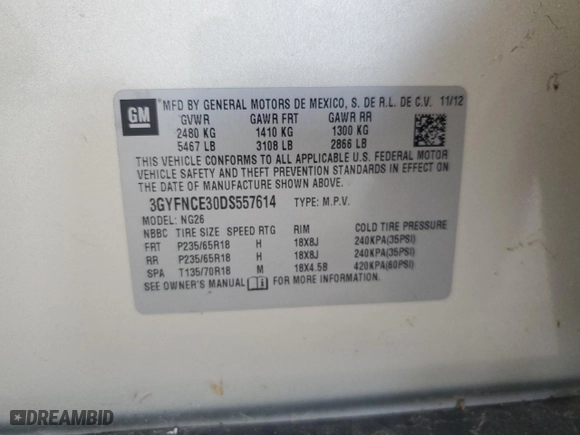 GM
MFD BY GENERAL MOTORS DE MEXICO, S. DE R.L. DE C.V. 11/12
GVWR GAWR FRT GAWR RR
2480 KG 1410 KG 1300 KG
5467 LB 3108 LB 2866 LB
THIS VEHICLE CONFORMS TO ALL APPLICABLE U.S. FEDERAL MOTOR
VEHICLE SAFETY AND THEFT PREVENTION STANDARDS IN EFFECT ON
THE DATE OF MANUFACTURE SHOWN ABOVE.
3GYFNCE30DS557614 TYPE: M.P.V.
MODEL: NG26
NBBC TIRE SIZE SPEED RTG RIM COLD TIRE PRESSURE
FRT P235/65R18 H 18X8J 240KPA(35PSI)
RR P235/65R18 H 18X8J 240KPA(35PSI)
SPA T135/70R18 M 18X4.5B 420KPA(60PSI)
SEE OWNER'S MANUAL FOR MORE INFORMATION.
DREAMBID